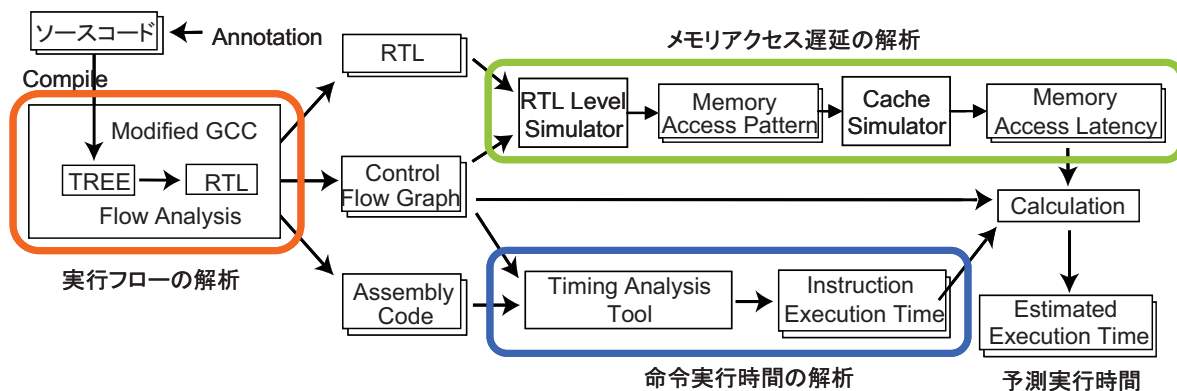 ソースコード
Annotation
Compile
Modified GCC
TREE
RTL
Flow Analysis
実行フローの解析
RTL
Control
Flow Graph
Assembly
Code
メモリアクセス遅延の解析
RTL Level
Simulator
Memory
Access Pattern
Cache
Simulator
Memory
Access Latency
Calculation
Timing Analysis
Tool
Instruction
Execution Time
命令実行時間の解析
Estimated
Execution Time
予測実行時間